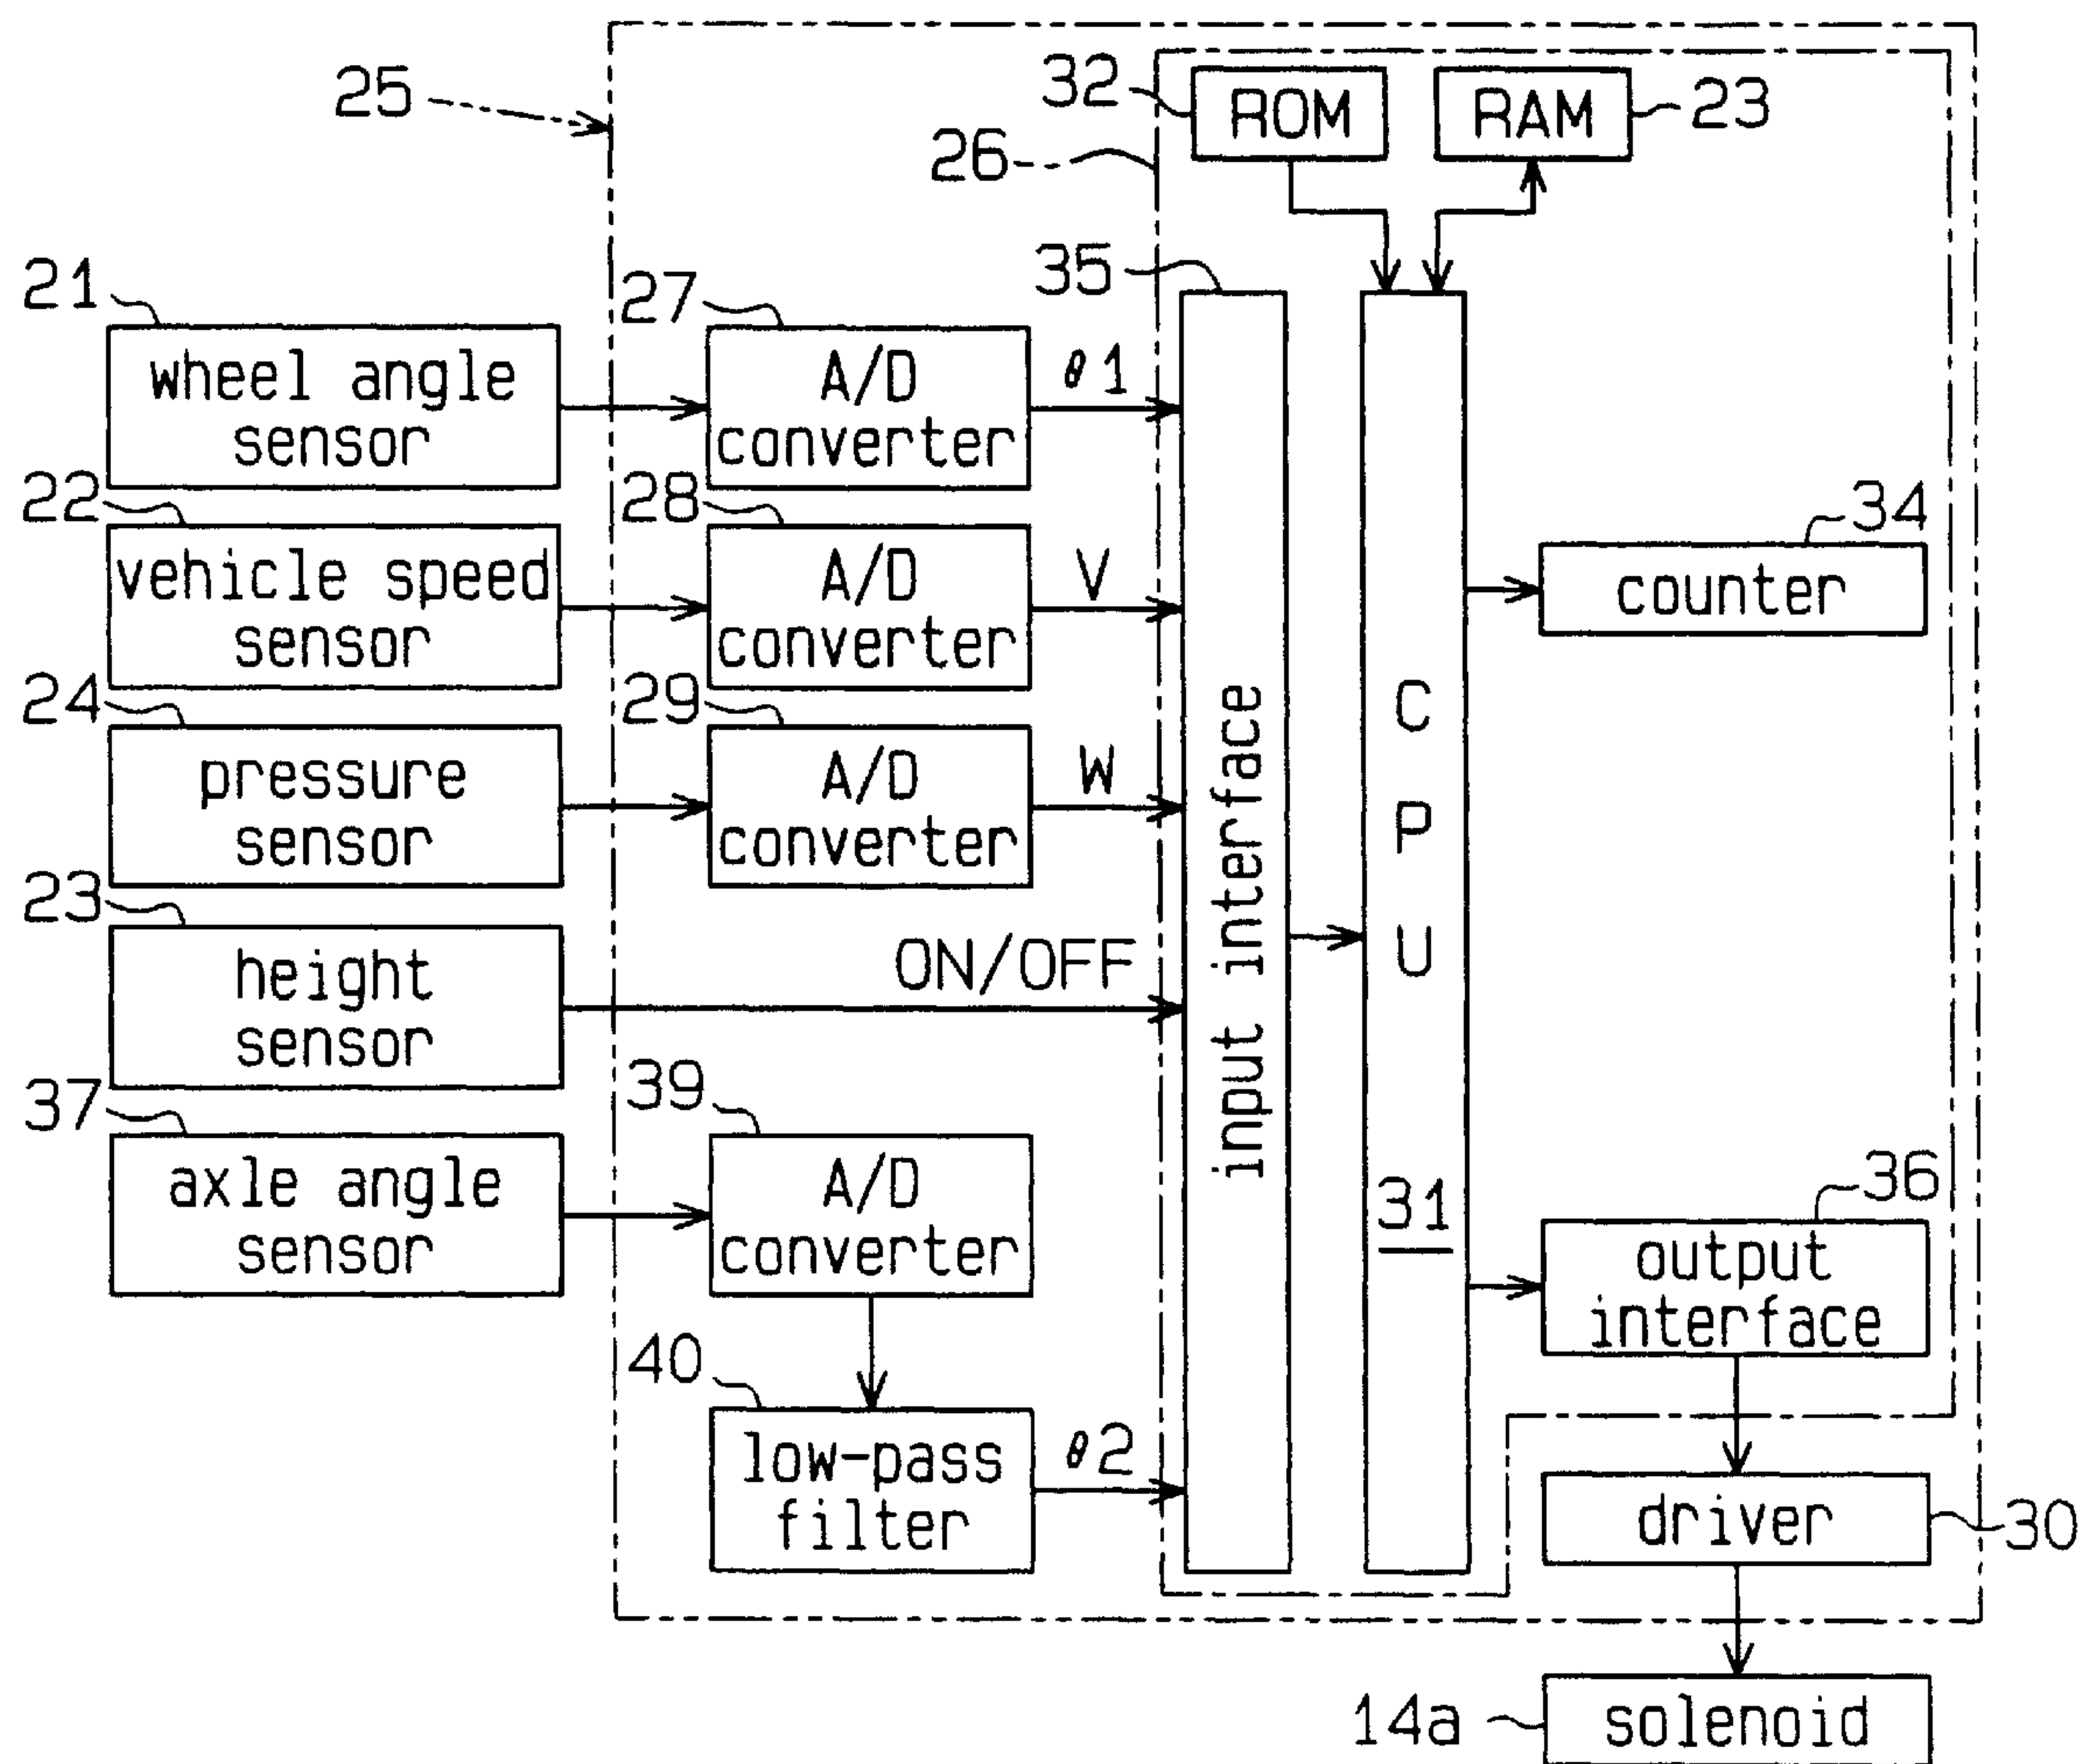 25
32
ROM
RAM
23
26
35
21
wheel angle
sensor
27
A/D
converter
θ1
22
vehicle speed
sensor
28
A/D
converter
V
34
counter
24
pressure
sensor
29
A/D
converter
W
input interface
CPU
31
23
height
sensor
ON/OFF
37
axle angle
sensor
39
A/D
converter
36
output
interface
40
low-pass
filter
θ2
driver
30
14a
solenoid